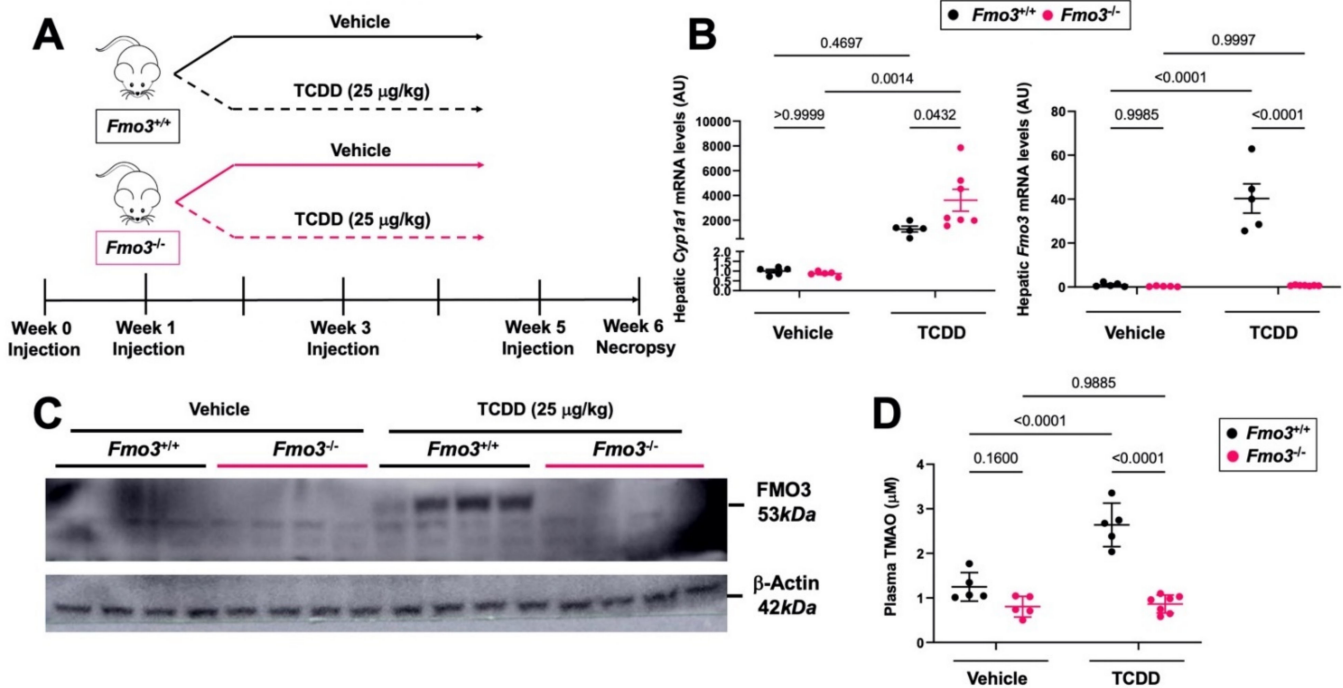 A
Vehicle
TCDD (25 µg/kg)
Fmo3+/+
Vehicle
TCDD (25 µg/kg)
Fmo3-/-
Week 0 Injection
Week 1 Injection
Week 3 Injection
Week 5 Injection
Week 6 Necropsy
B
Fmo3+/+ Fmo3-/-
Hepatic Cyp1a1 mRNA levels (AU)
0.4697
0.0014
>0.9999
0.0432
10000
8000
6000
4000
2000
2.0
1.5
1.0
0.5
0.0
Vehicle
TCDD
Hepatic Fmo3 mRNA levels (AU)
0.9997
<0.0001
0.9985
<0.0001
80
60
40
20
0
Vehicle
TCDD
C
Vehicle
TCDD (25 µg/kg)
Fmo3+/+
Fmo3-/-
Fmo3+/+
Fmo3-/-
FMO3
53kDa
β-Actin
42kDa
D
Fmo3+/+
Fmo3-/-
Plasma TMAO (µM)
0.9885
<0.0001
0.1600
<0.0001
4
3
2
1
0
Vehicle
TCDD